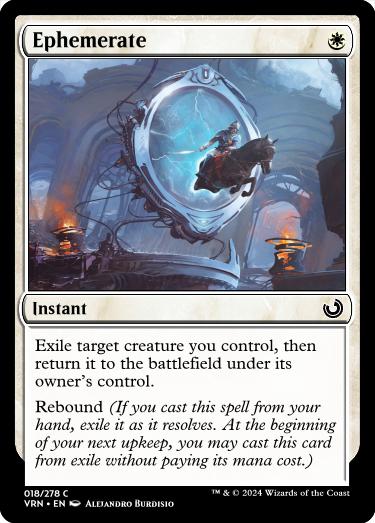 Ephemerate
Instant
Exile target creature you control, then
return it to the battlefield under its
owner's control.
Rebound (If you cast this spell from your
hand, exile it as it resolves. At the beginning
of your next upkeep, you may cast this card
from exile without paying its mana cost.)
018/278 C
VRN • EN Alejandro Burdisio
™ & © 2024 Wizards of the Coast